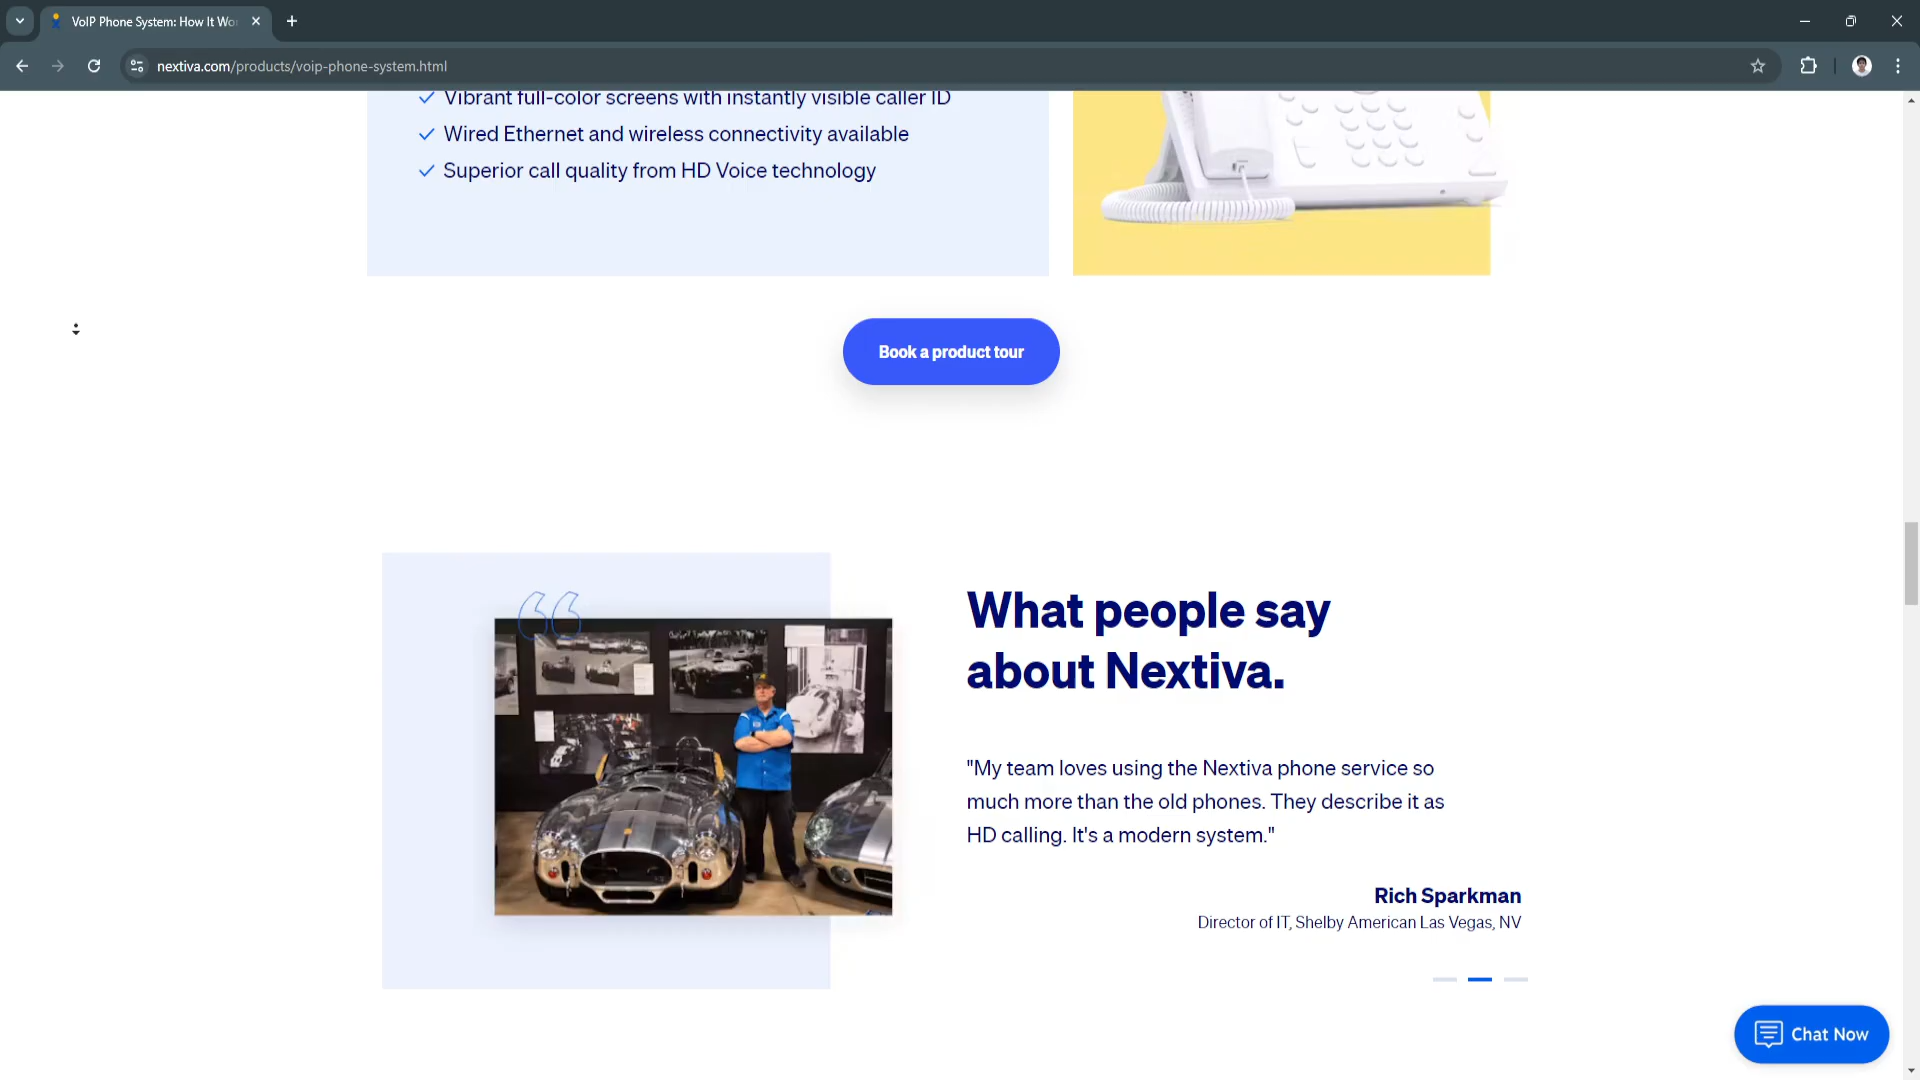 VoIP Phone System: How It Wo
nextiva.com/products/voip-phone-system.html
Vibrant full-color screens with instantly visible caller ID
Wired Ethernet and wireless connectivity available
Superior call quality from HD Voice technology
Book a product tour
What people say
about Nextiva.
"My team loves using the Nextiva phone service so
much more than the old phones. They describe it as
HD calling. It's a modern system."
Rich Sparkman
Director of IT, Shelby American Las Vegas, NV
Chat Now